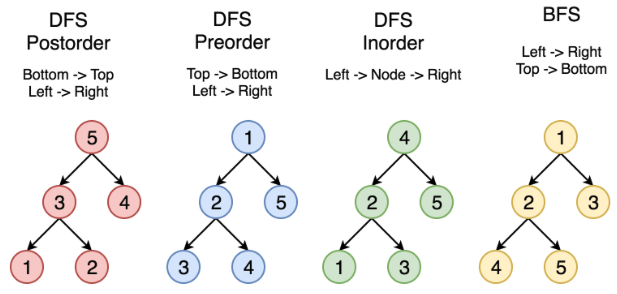 DFS
Postorder
Bottom -> Top
Left -> Right
5
3
4
1
2
DFS
Preorder
Top -> Bottom
Left -> Right
1
2
5
3
4
DFS
Inorder
Left -> Node -> Right
4
2
5
1
3
BFS
Left -> Right
Top -> Bottom
1
2
3
4
5